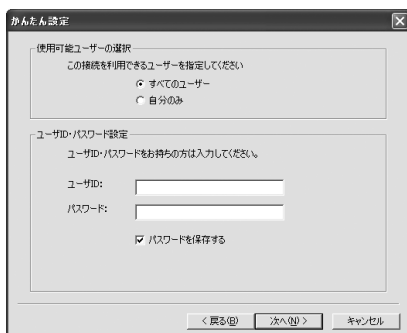 かんたん設定
使用可能ユーザーの選択
この接続を利用できるユーザーを指定してください
すべてのユーザー
自分のみ
ユーザID・パスワード設定
ユーザID・パスワードをお持ちの方は入力してください。
ユーザID:
パスワード:
パスワードを保存する
< 戻る(B) 次へ(N) > キャンセル